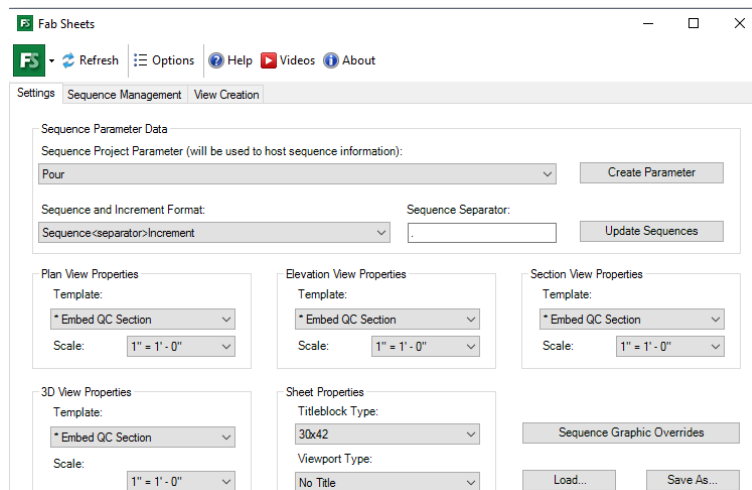 Fab Sheets
FS Refresh Options Help Videos About
Settings Sequence Management View Creation
Sequence Parameter Data
Sequence Project Parameter (will be used to host sequence information):
Pour
Create Parameter
Sequence and Increment Format:
Sequence Separator:
Sequence<separator>Increment
.
Update Sequences
Plan View Properties
Template:
* Embed QC Section
Scale: 1" = 1' - 0"
Elevation View Properties
Template:
* Embed QC Section
Scale: 1" = 1' - 0"
Section View Properties
Template:
* Embed QC Section
Scale: 1" = 1' - 0"
3D View Properties
Template:
* Embed QC Section
Scale:
1" = 1' - 0"
Sheet Properties
Titleblock Type:
30x42
Viewport Type:
No Title
Sequence Graphic Overrides
Load... Save As...